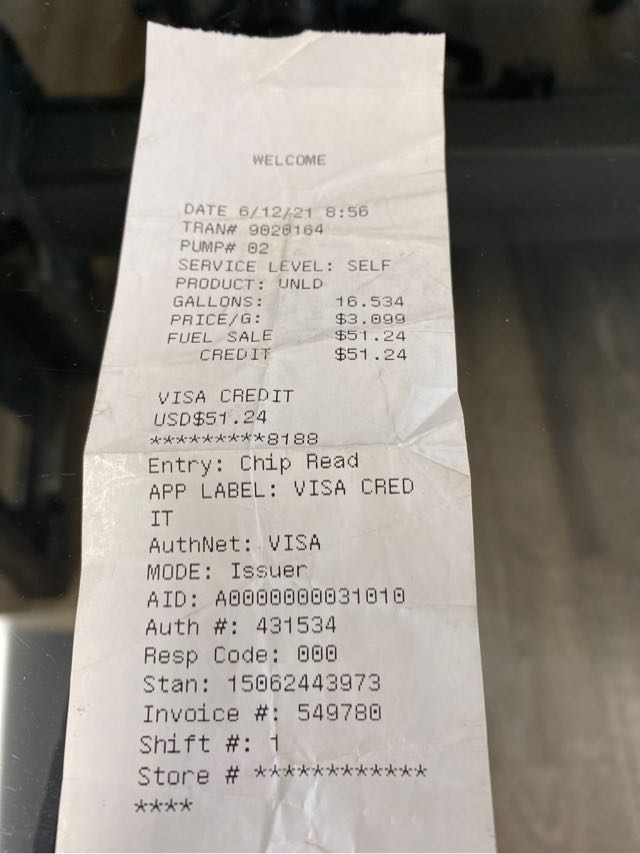 WELCOME
DATE 6/12/21 8:56
TRAN# 9020164
PUMP# 02
SERVICE LEVEL: SELF
PRODUCT: UNLD
GALLONS: 16.534
PRICE/G: $3.099
FUEL SALE $51.24
CREDIT $51.24
VISA CREDIT
USD$51.24
*********8188
Entry: Chip Read
APP LABEL: VISA CRED
IT
AuthNet: VISA
MODE: Issuer
AID: A0000000031010
Auth #: 431534
Resp Code: 000
Stan: 15062443973
Invoice #: 549780
Shift #: 1
Store # ************
****